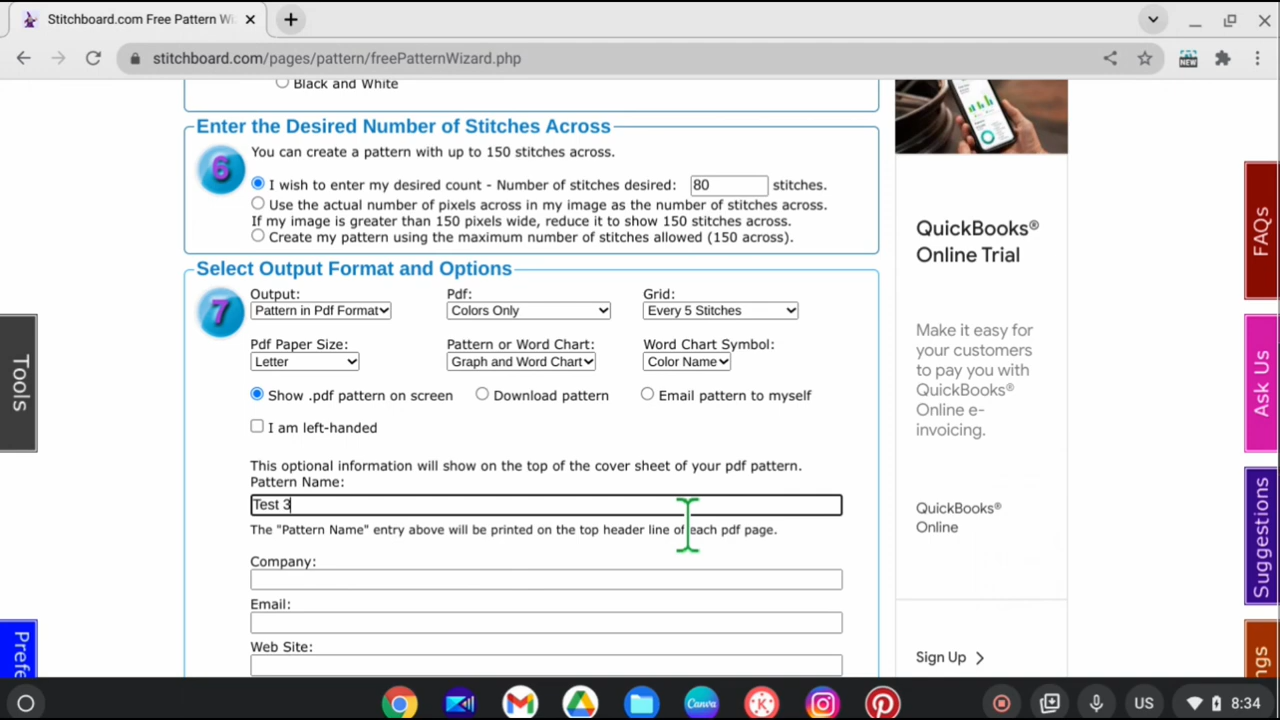 Stitchboard.com Free Pattern Wi
stitchboard.com/pages/pattern/freePatternWizard.php
NEW
Black and White
Enter the Desired Number of Stitches Across
6
You can create a pattern with up to 150 stitches across.
I wish to enter my desired count - Number of stitches desired: 80 stitches.
Use the actual number of pixels across in my image as the number of stitches across.
If my image is greater than 150 pixels wide, reduce it to show 150 stitches across.
Create my pattern using the maximum number of stitches allowed (150 across).
Select Output Format and Options
7
Output: Pdf: Grid:
Pattern in Pdf Format Colors Only Every 5 Stitches
Pdf Paper Size: Pattern or Word Chart: Word Chart Symbol:
Letter Graph and Word Chart Color Name
Show .pdf pattern on screen Download pattern Email pattern to myself
I am left-handed
This optional information will show on the top of the cover sheet of your pdf pattern.
Pattern Name:
Test 3
The "Pattern Name" entry above will be printed on the top header line of each pdf page.
Company:
Email:
Web Site:
QuickBooks®
Online Trial
Make it easy for
your customers
to pay you with
QuickBooks®
Online e-
invoicing.
QuickBooks®
Online
Sign Up
Tools
Prefe
FAQs
Ask Us
Suggestions
ngs
Canva
US
8:34